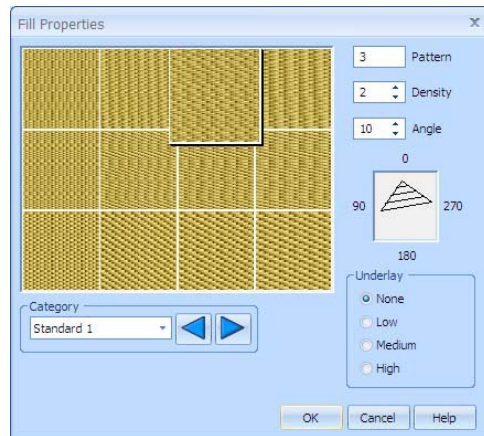 Fill Properties
3 Pattern
2 Density
10 Angle
0
90 270
180
Category
Standard 1
Underlay
None
Low
Medium
High
OK Cancel Help